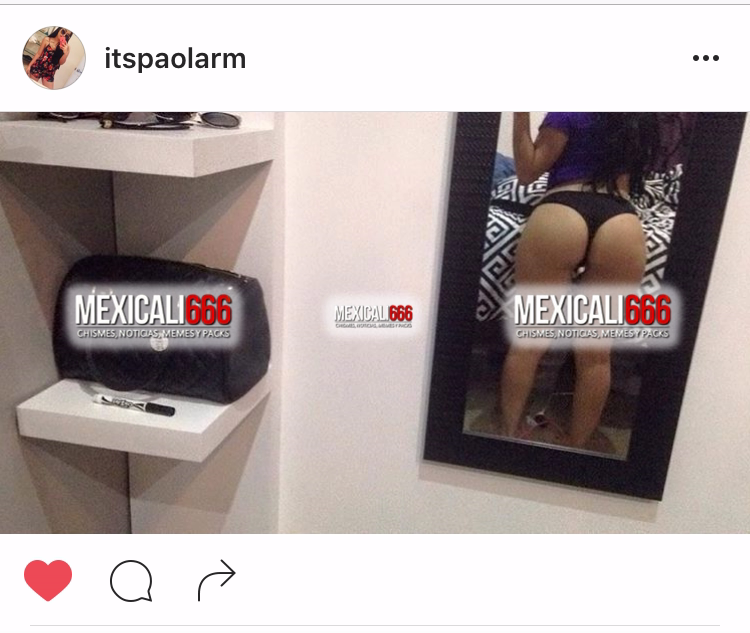 itspaolarm
MEXICALI666
CHISMES, NOTICIAS, MEMES Y PACKS
MEXICALI666
CHISMES, NOTICIAS, MEMES Y PACKS
MEXICALI666
CHISMES, NOTICIAS, MEMES Y PACKS